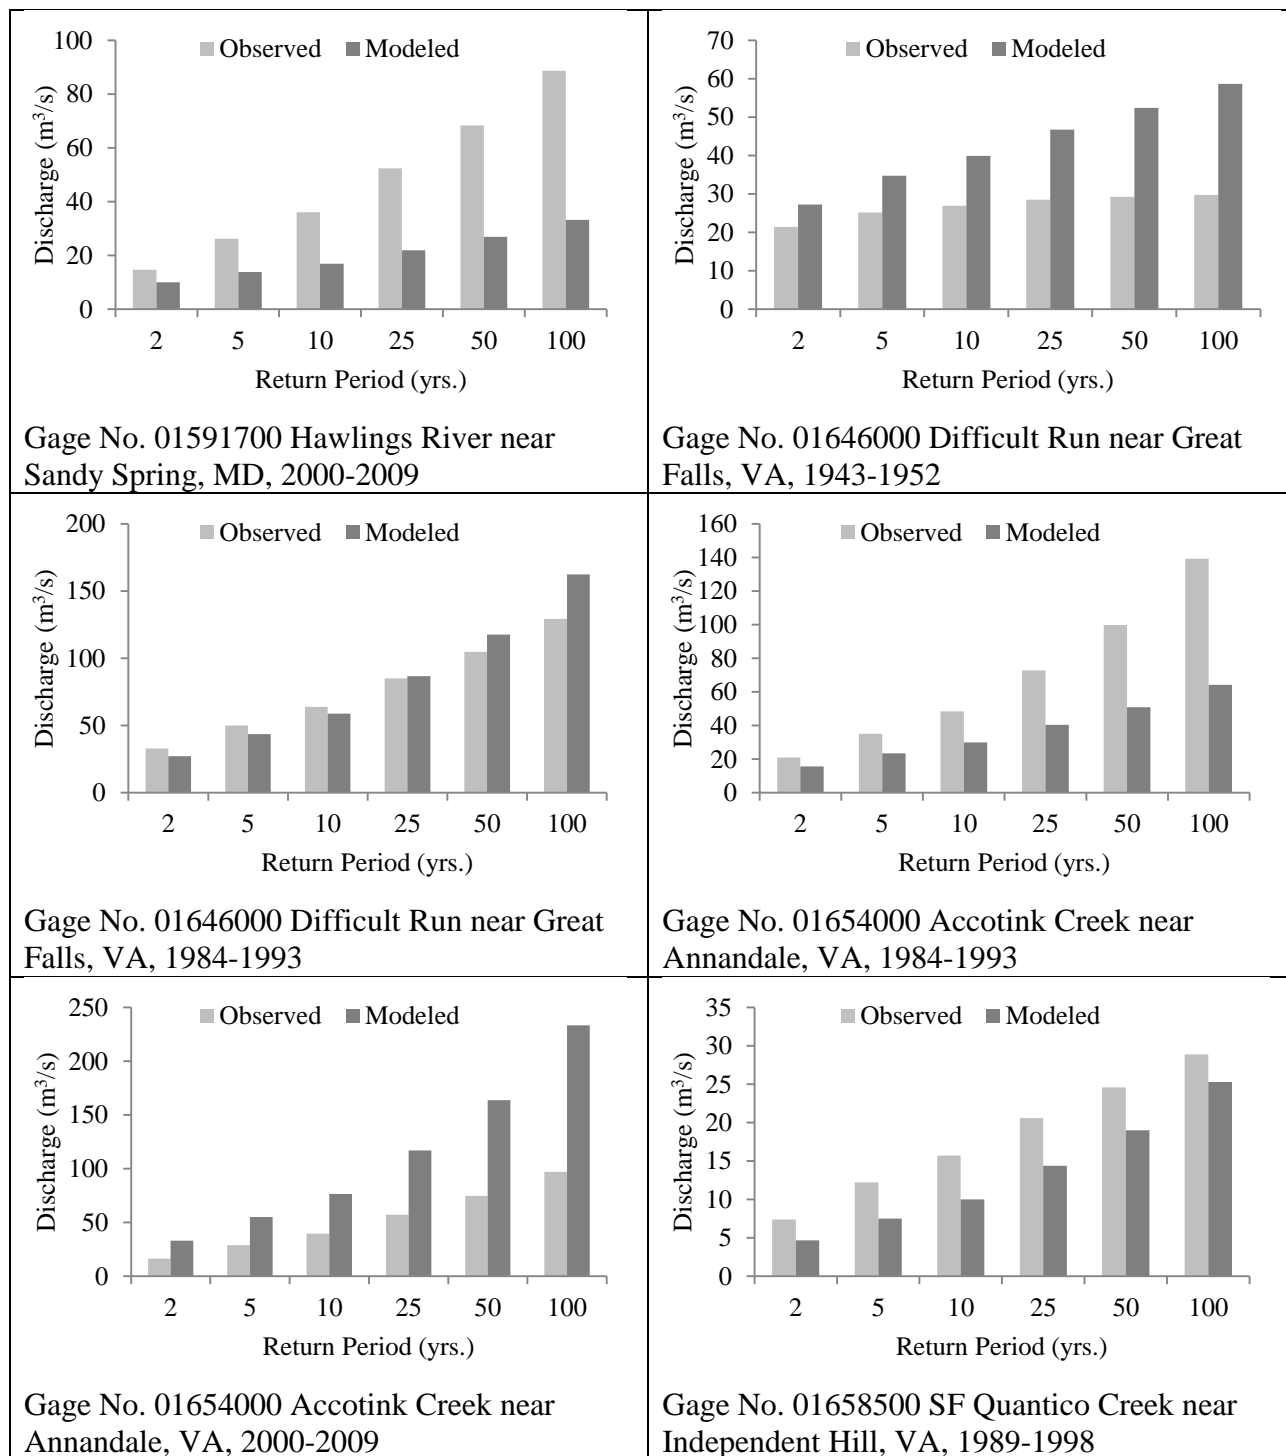 Observed Modeled
100
80
60
40
20
0
Discharge (m³/s)
2 5 10 25 50 100
Return Period (yrs.)
Gage No. 01591700 Hawlings River near
Sandy Spring, MD, 2000-2009
Observed Modeled
70
60
50
40
30
20
10
0
Discharge (m³/s)
2 5 10 25 50 100
Return Period (yrs.)
Gage No. 01646000 Difficult Run near Great
Falls, VA, 1943-1952
Observed Modeled
200
150
100
50
0
Discharge (m³/s)
2 5 10 25 50 100
Return Period (yrs.)
Gage No. 01646000 Difficult Run near Great
Falls, VA, 1984-1993
Observed Modeled
160
140
120
100
80
60
40
20
0
Discharge (m³/s)
2 5 10 25 50 100
Return Period (yrs.)
Gage No. 01654000 Accotink Creek near
Annandale, VA, 1984-1993
Observed Modeled
250
200
150
100
50
0
Discharge (m³/s)
2 5 10 25 50 100
Return Period (yrs.)
Gage No. 01654000 Accotink Creek near
Annandale, VA, 2000-2009
Observed Modeled
35
30
25
20
15
10
5
0
Discharge (m³/s)
2 5 10 25 50 100
Return Period (yrs.)
Gage No. 01658500 SF Quantico Creek near
Independent Hill, VA, 1989-1998